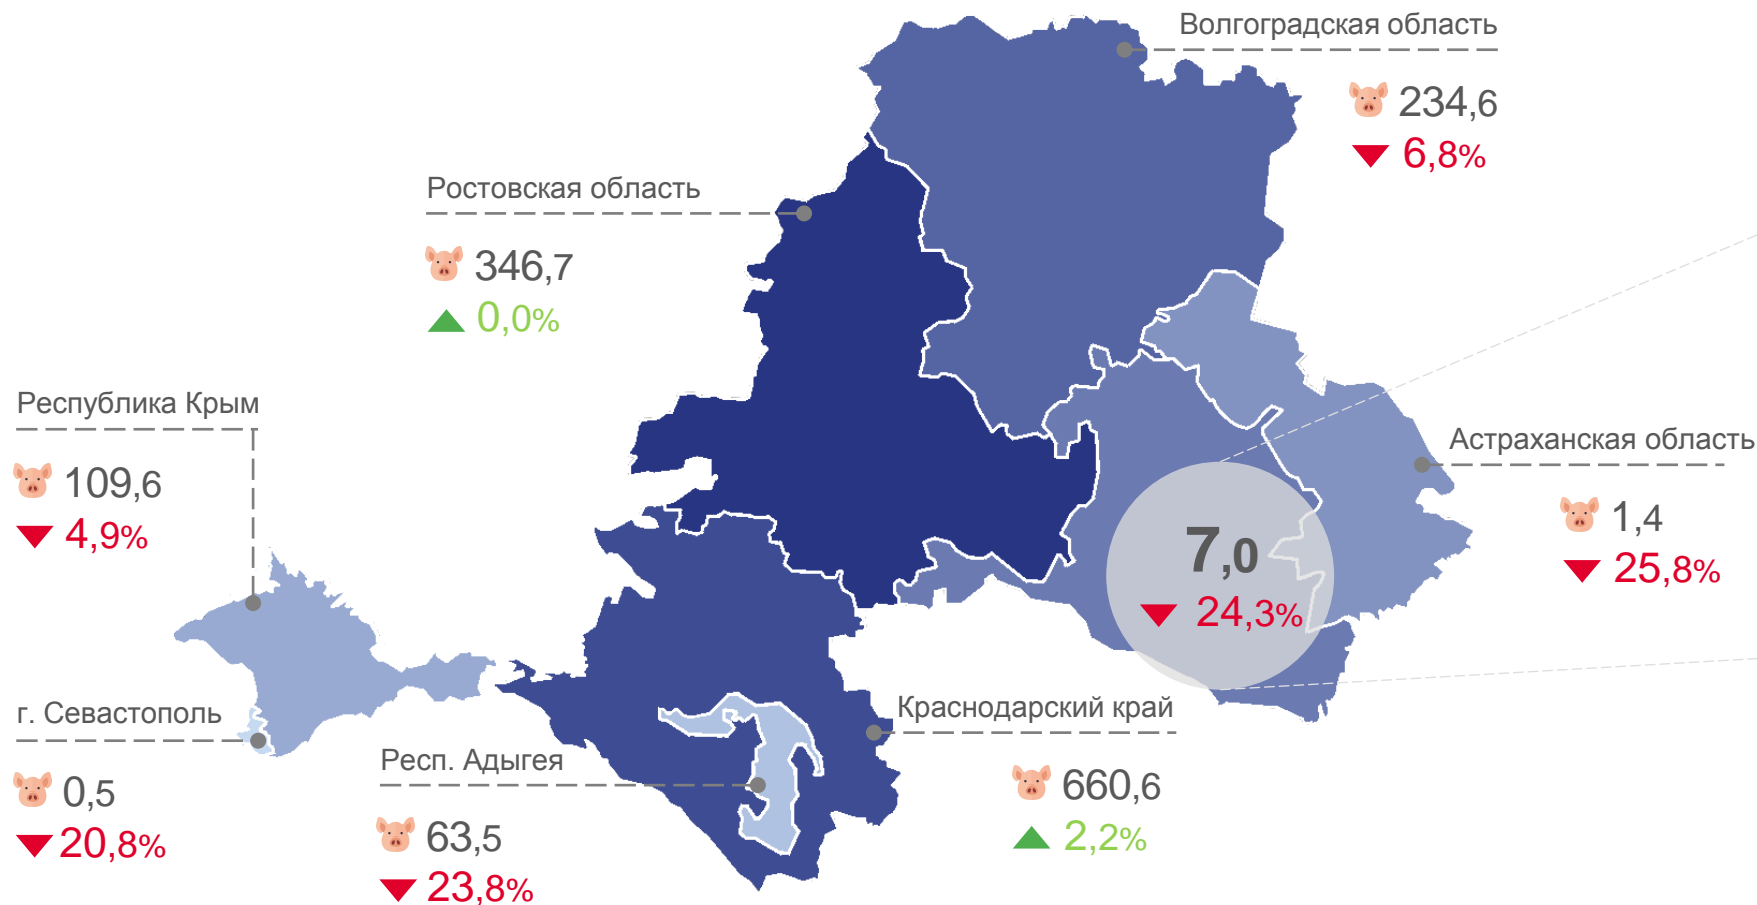 Волгоградская область
234,6
6,8%
Ростовская область
346,7
0,0%
Республика Крым
109,6
4,9%
Астраханская область
1,4
25,8%
7,0
24,3%
г. Севастополь
0,5
20,8%
Респ. Адыгея
63,5
23,8%
Краснодарский край
660,6
2,2%